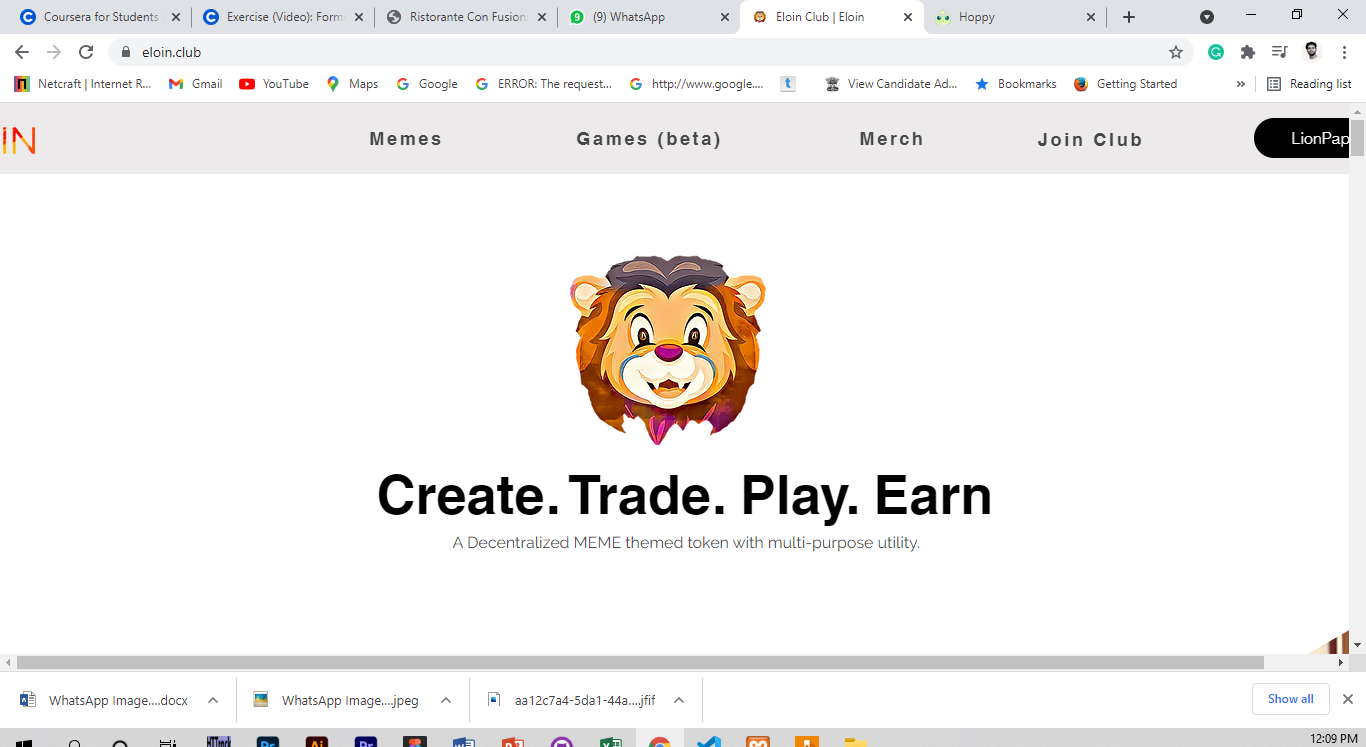 Coursera for Students
Exercise (Video): Form
Ristorante Con Fusion
(9) WhatsApp
Eloin Club | Eloin
Hoppy
eloin.club
Netcraft | Internet R...
Gmail
YouTube
Maps
Google
ERROR: The request...
http://www.google....
View Candidate Ad...
Bookmarks
Getting Started
»
Reading list
IN
Memes
Games (beta)
Merch
Join Club
LionPap
Create. Trade. Play. Earn
A Decentralized MEME themed token with multi-purpose utility.
WhatsApp Image....docx
WhatsApp Image....jpeg
aa12c7a4-5da1-44a....jfif
Show all
12:09 PM